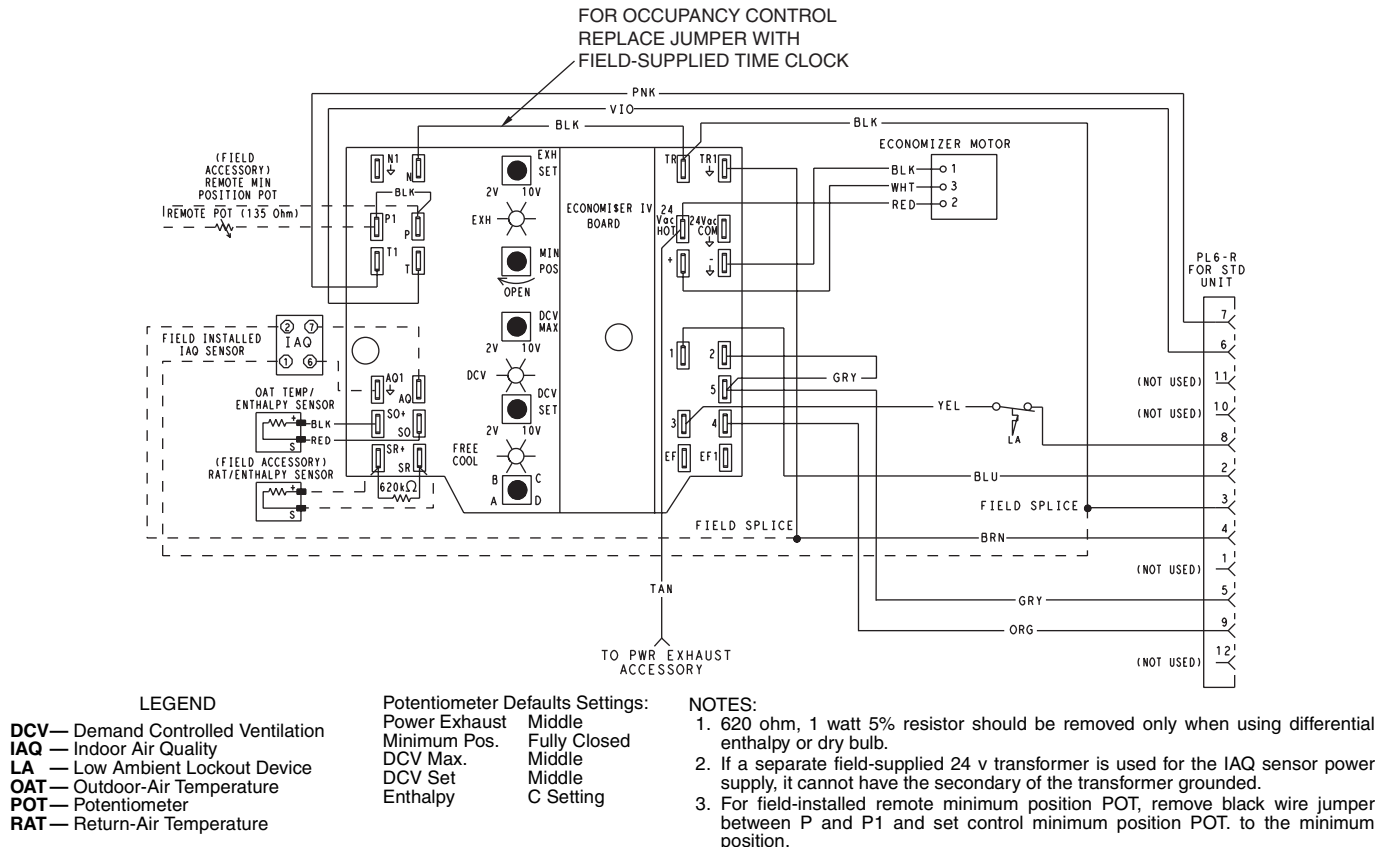 FOR OCCUPANCY CONTROL
REPLACE JUMPER WITH
FIELD-SUPPLIED TIME CLOCK
PNK
VIO
BLK
BLK
ECONOMIZER MOTOR
BLK 1
WHT 3
RED 2
(FIELD
ACCESSORY)
REMOTE MIN
POSITION POT
REMOTE POT (135 Ohm)
N1
N
BLK
P1
P
T1
T
EXH
SET
2V 10V
EXH
MIN
POS
OPEN
DCV
MAX
2V 10V
DCV
DCV
SET
2V 10V
FREE
COOL
B C
A D
ECONOMI$ER IV
BOARD
TR
TR1
24
Vac
HOT
24Vac
COM
+
-
1
2
5
3
4
EF
EF1
GRY
FIELD INSTALLED
IAQ SENSOR
2 7
IAQ
1 6
AQ1
AQ
OAT TEMP/
ENTHALPY SENSOR
+
S
BLK
RED
SO+
SO
(FIELD ACCESSORY)
RAT/ENTHALPY SENSOR
+
S
SR+
SR
620kΩ
YEL
LA
BLU
FIELD SPLICE
FIELD SPLICE
BRN
TAN
GRY
ORG
TO PWR EXHAUST
ACCESSORY
PL6-R
FOR STD
UNIT
7
6
(NOT USED) 11
(NOT USED) 10
8
2
3
4
(NOT USED) 1
5
9
(NOT USED) 12
LEGEND
DCV — Demand Controlled Ventilation
IAQ — Indoor Air Quality
LA — Low Ambient Lockout Device
OAT — Outdoor-Air Temperature
POT — Potentiometer
RAT — Return-Air Temperature
Potentiometer Defaults Settings:
Power Exhaust Middle
Minimum Pos. Fully Closed
DCV Max. Middle
DCV Set Middle
Enthalpy C Setting
NOTES:
1. 620 ohm, 1 watt 5% resistor should be removed only when using differential
enthalpy or dry bulb.
2. If a separate field-supplied 24 v transformer is used for the IAQ sensor power
supply, it cannot have the secondary of the transformer grounded.
3. For field-installed remote minimum position POT, remove black wire jumper
between P and P1 and set control minimum position POT. to the minimum
position.